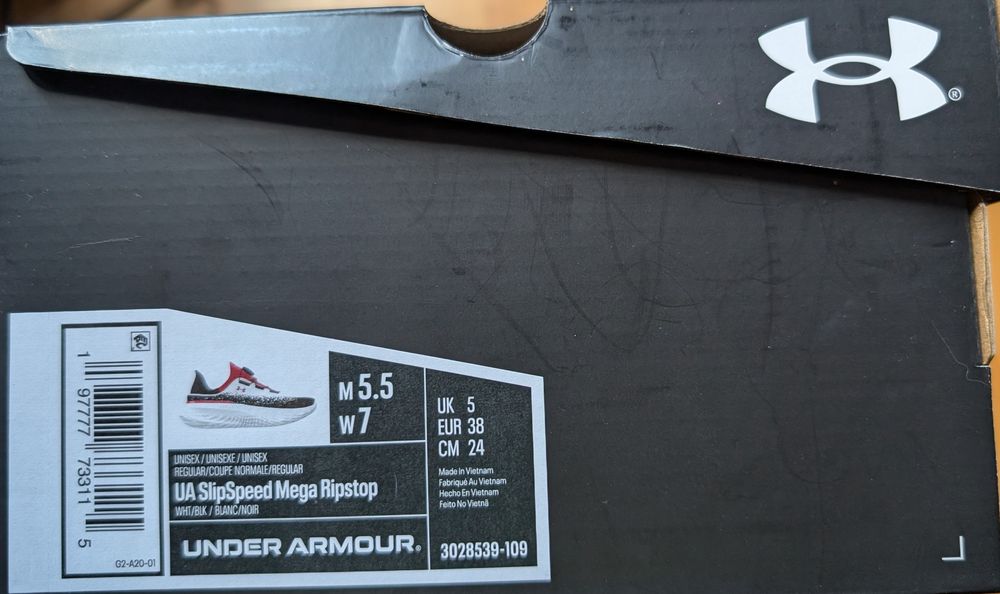 ®
1 97777 73311 5
G2-A20-01
M 5.5
W 7
UNISEX / UNISEXE / UNISEX
REGULAR/COUPE NORMALE/REGULAR
UA SlipSpeed Mega Ripstop
WHT/BLK / BLANC/NOIR
UNDER ARMOUR®
UK 5
EUR 38
CM 24
Made in Vietnam
Fabriqué Au Vietnam
Hecho En Vietnam
Feito No Vietnã
3028539-109